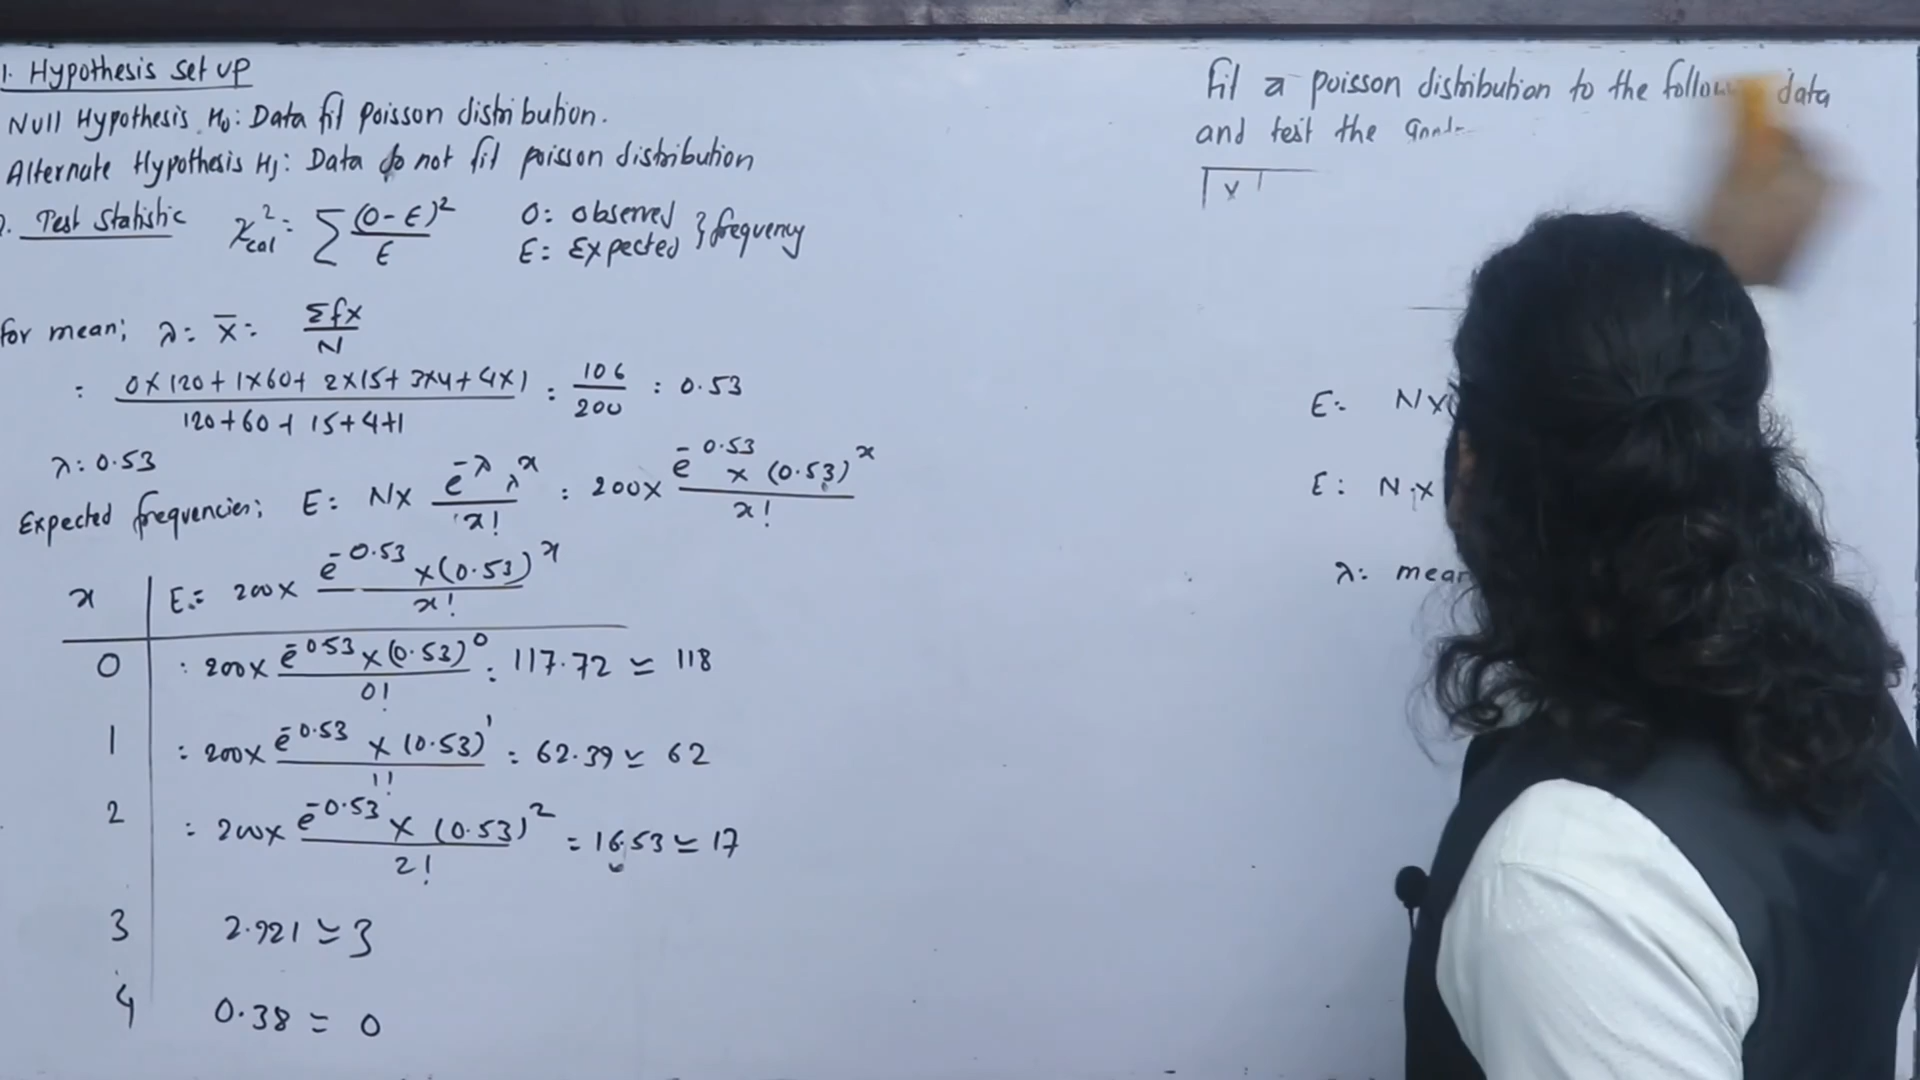 1. Hypothesis set up
Null Hypothesis H₀: Data fit poisson distribution.
Alternate Hypothesis H₁: Data do not fit poisson distribution
Test Statistic χ²cal = Σ (O-E)²/E O: observed E: Expected } frequency
for mean; λ = x̄ = Σfx/N
= (0×120+1×60+2×15+3×4+4×1)/(120+60+15+4+1) = 106/200 = 0.53
λ = 0.53
Expected frequencies; E = N× e^-λ λ^x / x! = 200× e^-0.53 × (0.53)^x / x!
x E = 200× e^-0.53 ×(0.53)^x / x!
0 = 200× e^-0.53 ×(0.53)^0 / 0! = 117.72 ≃ 118
1 = 200× e^-0.53 × (0.53)^1 / 1! = 62.39 ≃ 62
2 = 200× e^-0.53 × (0.53)^2 / 2! = 16.53 ≃ 17
3 2.921 ≃ 3
4 0.38 = 0
fit a poisson distribution to the data
and test the
x
E = N×
E = N×
λ =